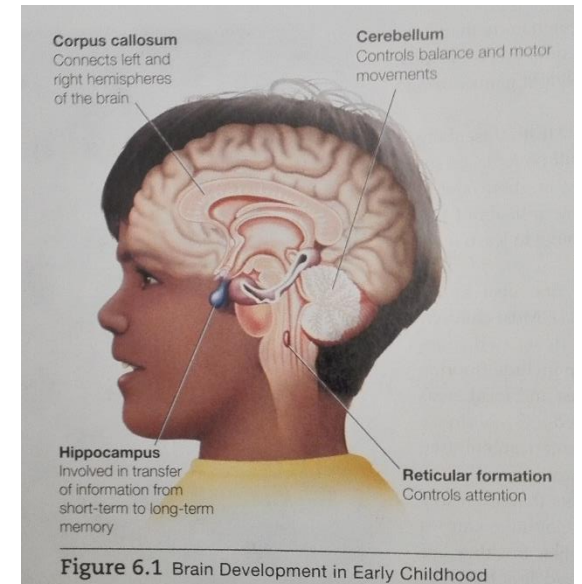 Corpus callosum
Connects left and
right hemispheres
of the brain
Cerebellum
Controls balance and motor
movements
Hippocampus
Involved in transfer
of information from
short-term to long-term
memory
Reticular formation
Controls attention
Figure 6.1 Brain Development in Early Childhood